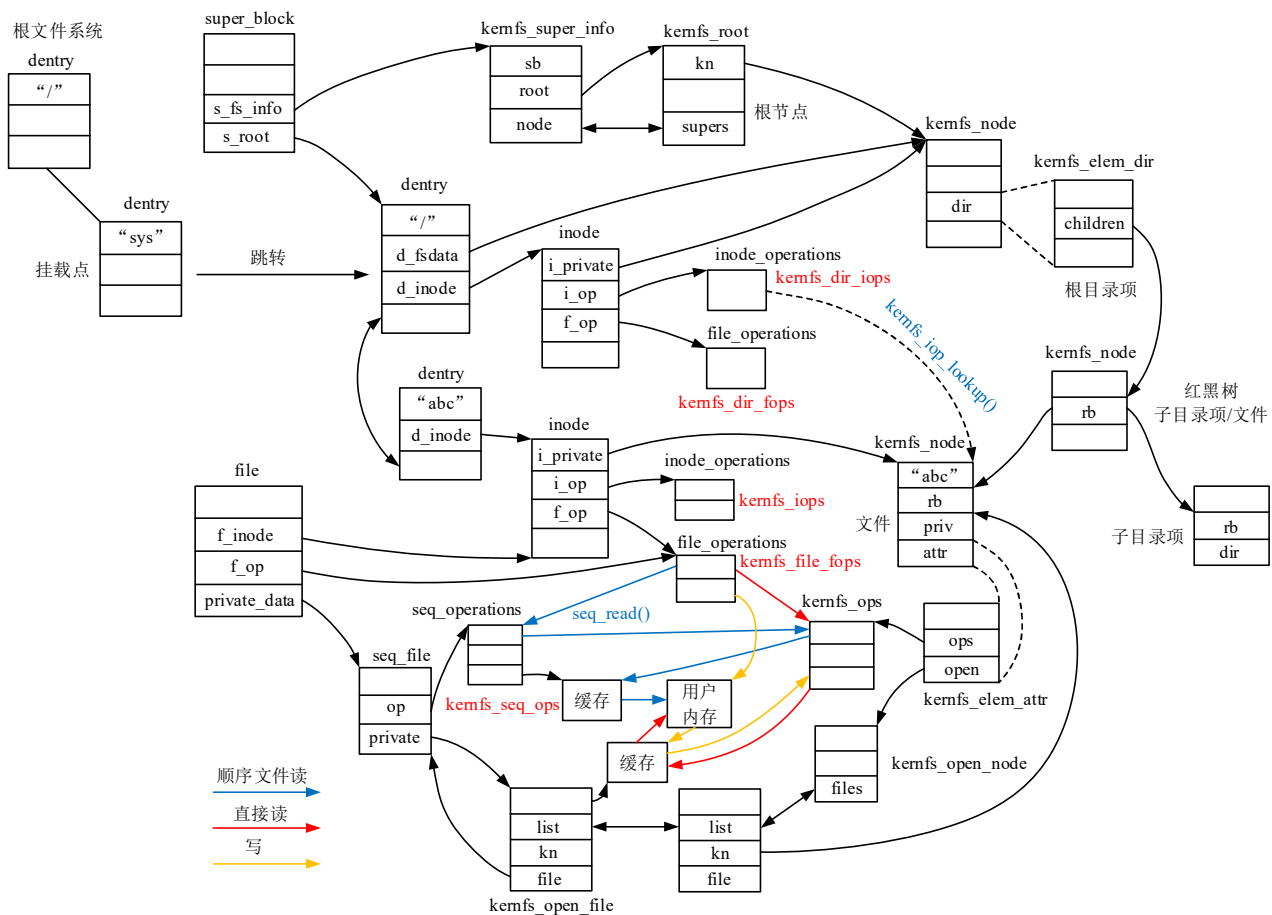 根文件系统
dentry
“/”
super_block
s_fs_info
s_root
kernfs_super_info
sb
root
node
kernfs_root
kn
supers
根节点
kernfs_node
dir
kernfs_elem_dir
children
根目录项
dentry
“sys”
挂载点
跳转
dentry
“/”
d_fsdata
d_inode
inode
i_private
i_op
f_op
inode_operations
kernfs_dir_iops
file_operations
kernfs_dir_fops
kernfs_iop_lookup()
kernfs_node
rb
红黑树
子目录项/文件
dentry
“abc”
d_inode
inode
i_private
i_op
f_op
inode_operations
kernfs_iops
kernfs_node
“abc”
rb
priv
attr
文件
rb
dir
子目录项
file
f_inode
f_op
private_data
file_operations
kernfs_file_fops
seq_operations
seq_read()
kernfs_ops
ops
open
kernfs_elem_attr
seq_file
op
private
kernfs_seq_ops
缓存
用户
内存
缓存
files
kernfs_open_node
顺序文件读
直接读
写
list
kn
file
kernfs_open_file
list
kn
file